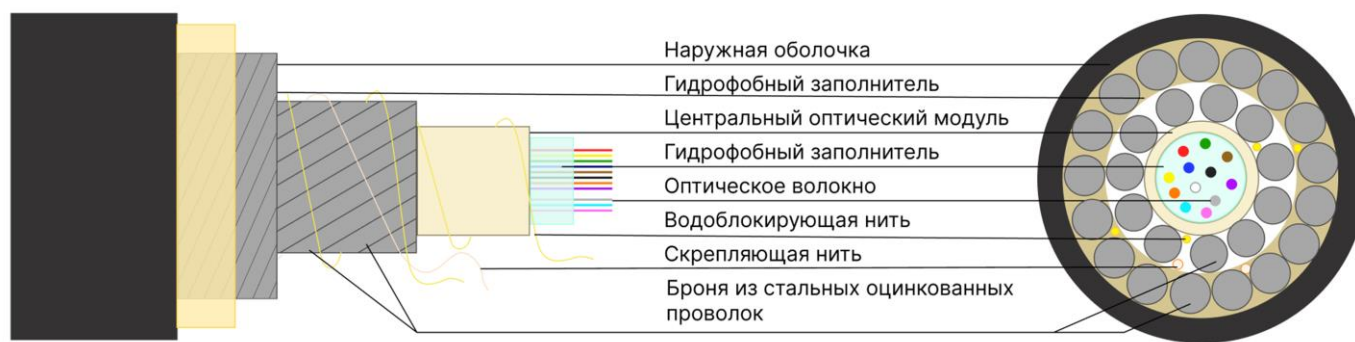 Наружная оболочка
Гидрофобный заполнитель
Центральный оптический модуль
Гидрофобный заполнитель
Оптическое волокно
Водоблокирующая нить
Скрепляющая нить
Броня из стальных оцинкованных
проволок